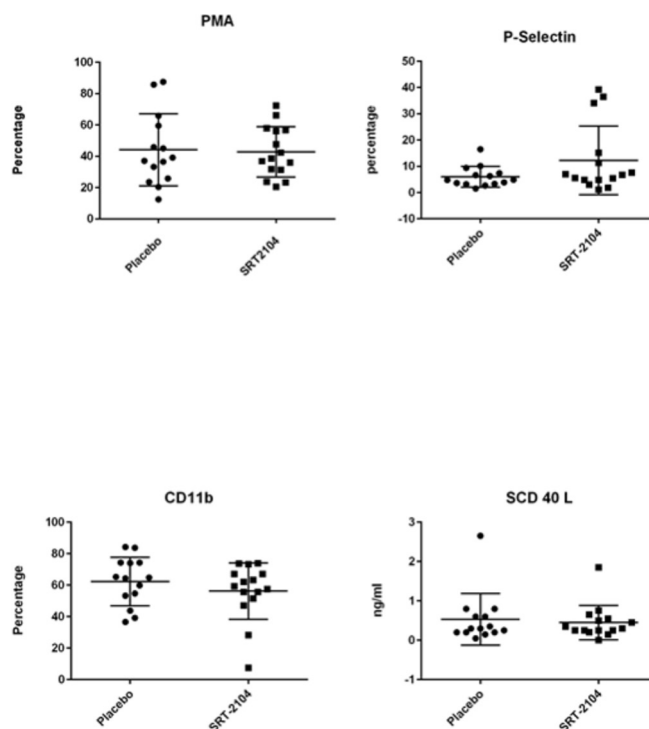 PMA
Percentage
100
80
60
40
20
0
Placebo
SRT2104
P-Selectin
percentage
50
40
30
20
10
0
-10
Placebo
SRT-2104
CD11b
Percentage
100
80
60
40
20
0
Placebo
SRT-2104
SCD 40 L
ng/ml
3
2
1
0
-1
Placebo
SRT-2104